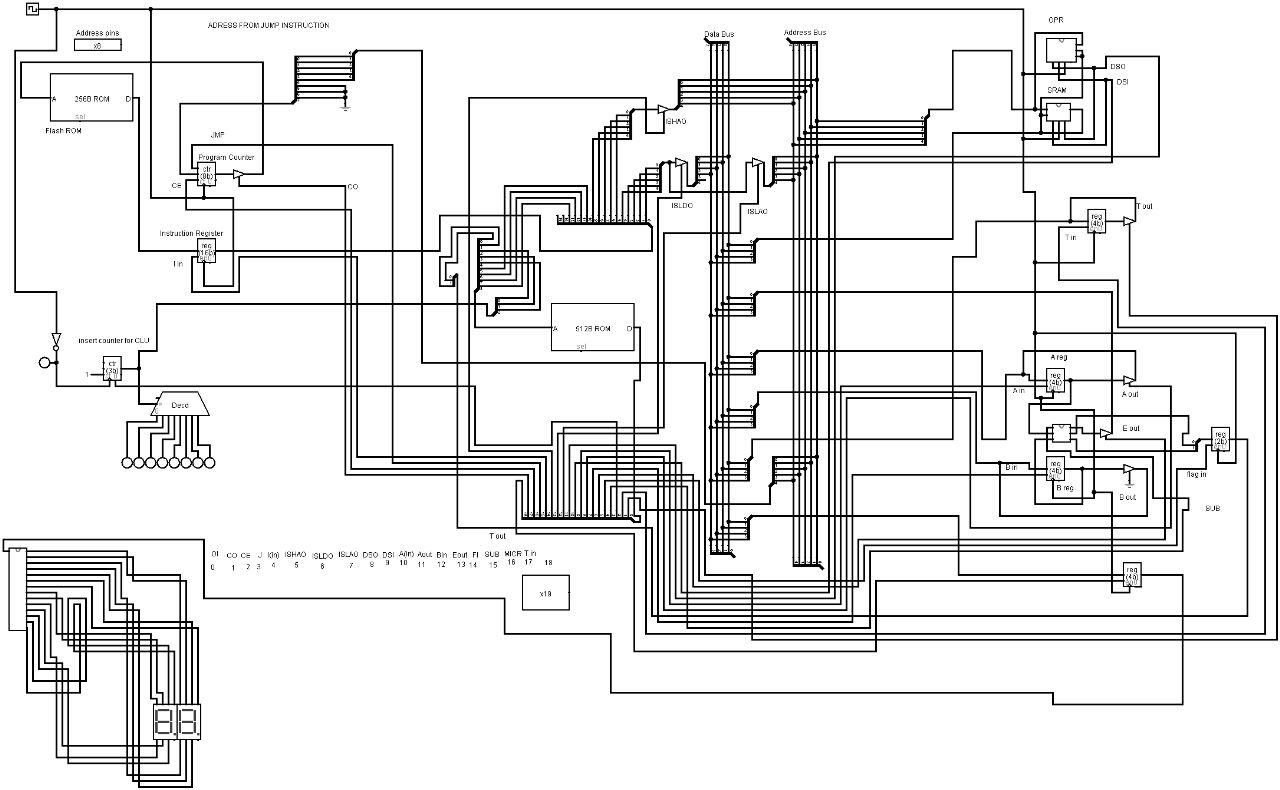 ADRESS FROM JUMP INSTRUCTION
Address pins
x8
A 256B ROM D
sel
Flash ROM
JMP
Program Counter
ctr
(8b)
CE
CO
Instruction Register
reg
(16b)
I in
insert counter for CLU
ctr
(3b)
1
Decd
Data Bus
Address Bus
ISHAO
ISLDO
ISLAO
A 512B ROM D
sel
GPR
DSO
DSI
SRAM
T out
reg
(4b)
T in
A reg
reg
(4b)
A in
A out
E out
reg
(2b)
flag in
B in
reg
(4b)
B reg
B out
SUB
reg
(4b)
T out
OI CO CE J I(in) ISHAO ISLDO ISLAO DSO DSI A(in) Aout Bin Eout FI SUB MICR T in
0 1 2 3 4 5 6 7 8 9 10 11 12 13 14 15 16 17 18
x19